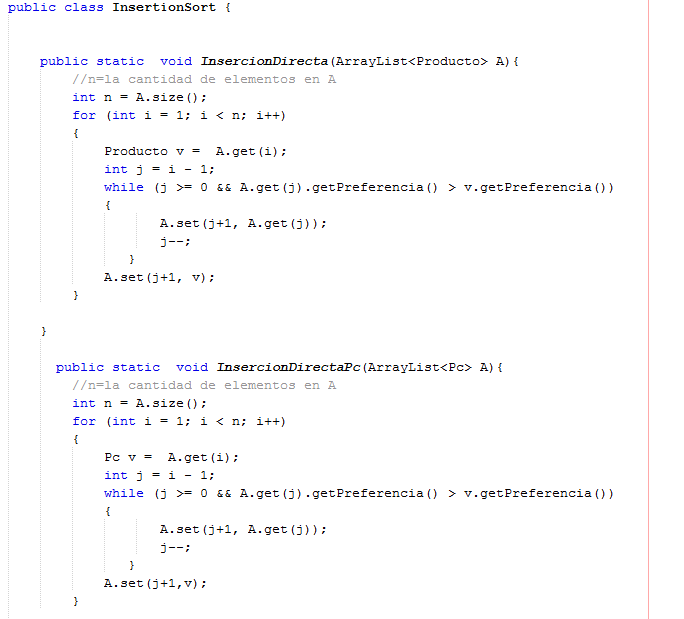 public class InsertionSort {
public static  void InsercionDirecta(ArrayList<Producto> A){
//n=la cantidad de elementos en A
int n = A.size();
for (int i = 1; i < n; i++)
{
Producto v =  A.get(i);
int j = i - 1;
while (j >= 0 && A.get(j).getPreferencia() > v.getPreferencia())
{
A.set(j+1, A.get(j));
j--;
}
A.set(j+1, v);
}
}
public static  void InsercionDirectaPc(ArrayList<Pc> A){
//n=la cantidad de elementos en A
int n = A.size();
for (int i = 1; i < n; i++)
{
Pc v =  A.get(i);
int j = i - 1;
while (j >= 0 && A.get(j).getPreferencia() > v.getPreferencia())
{
A.set(j+1, A.get(j));
j--;
}
A.set(j+1,v);
}